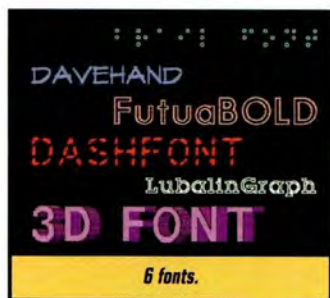 DAVEHAND
FutuaBOLD
DASHFONT
LubalinGraph
3D FONT
6 fonts.